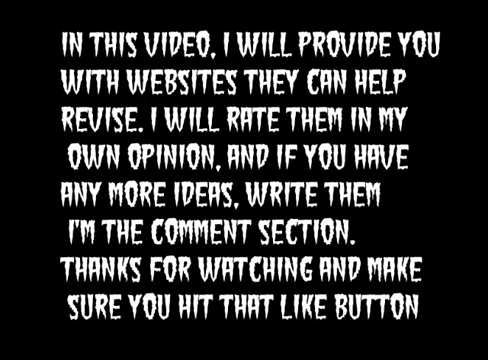 IN THIS VIDEO, I WILL PROVIDE YOU
WITH WEBSITES THEY CAN HELP
REVISE. I WILL RATE THEM IN MY
OWN OPINION, AND IF YOU HAVE
ANY MORE IDEAS, WRITE THEM
I'M THE COMMENT SECTION.
THANKS FOR WATCHING AND MAKE
SURE YOU HIT THAT LIKE BUTTON